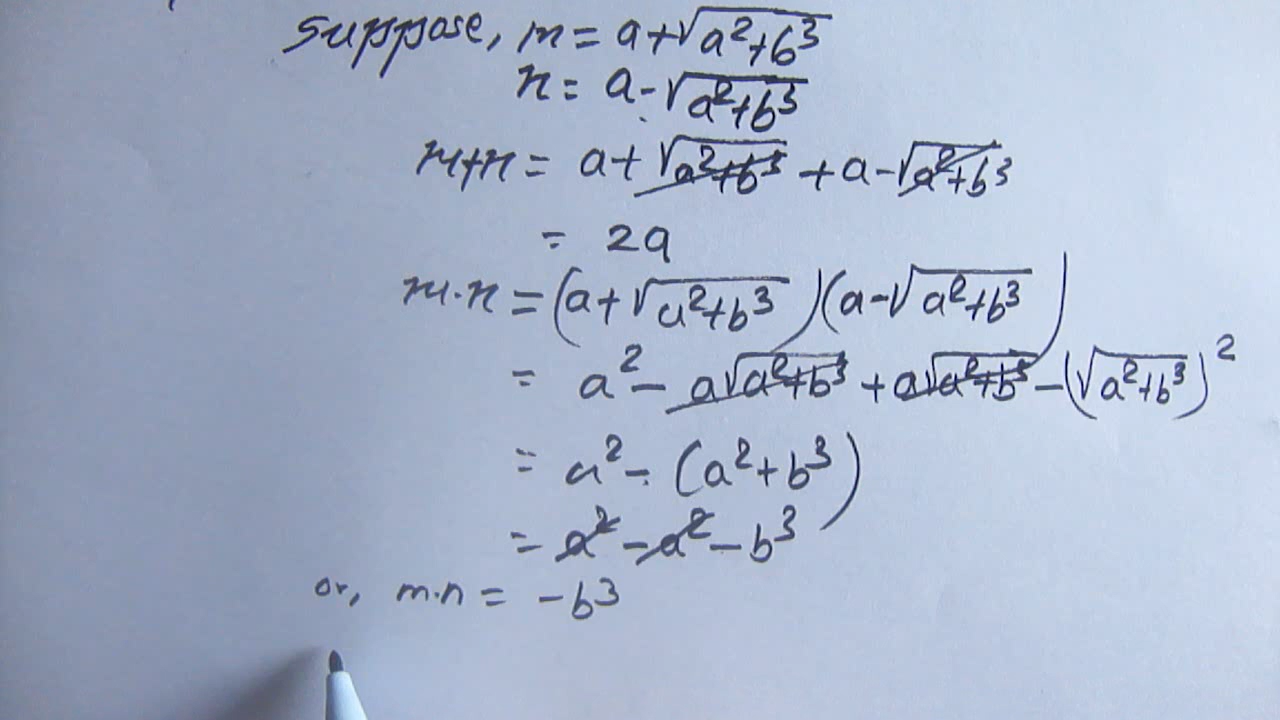 suppose, m = a+√(a²+b³)
n = a-√(a²+b³)
m+n = a+√(a²+b³) + a-√(a²+b³)
= 2a
m.n = (a+√(a²+b³))(a-√(a²+b³))
= a² - a√(a²+b³) + a√(a²+b³) - (√(a²+b³))²
= a² - (a²+b³)
= a² - a² - b³
or, m.n = -b³